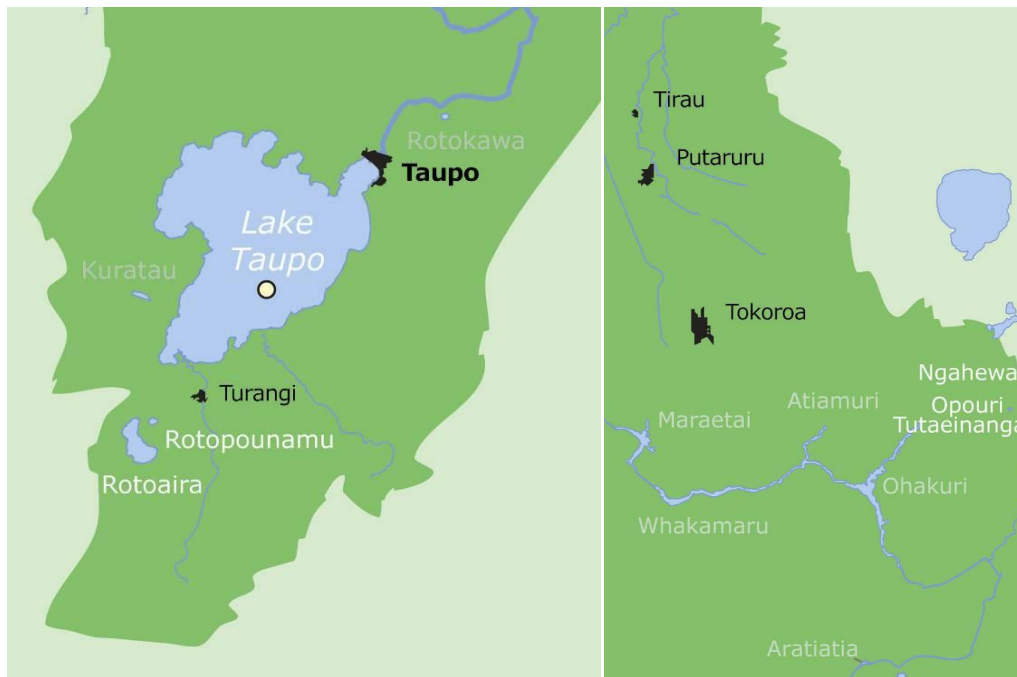 Rotokawa
Taupo
Lake
Taupo
Kuratau
Turangi
Rotopounamu
Rotoaira
Tirau
Putaruru
Tokoroa
Ngahewa
Opouri
Tutaeinanga
Atiamuri
Maraetai
Ohakuri
Whakamaru
Aratiatia